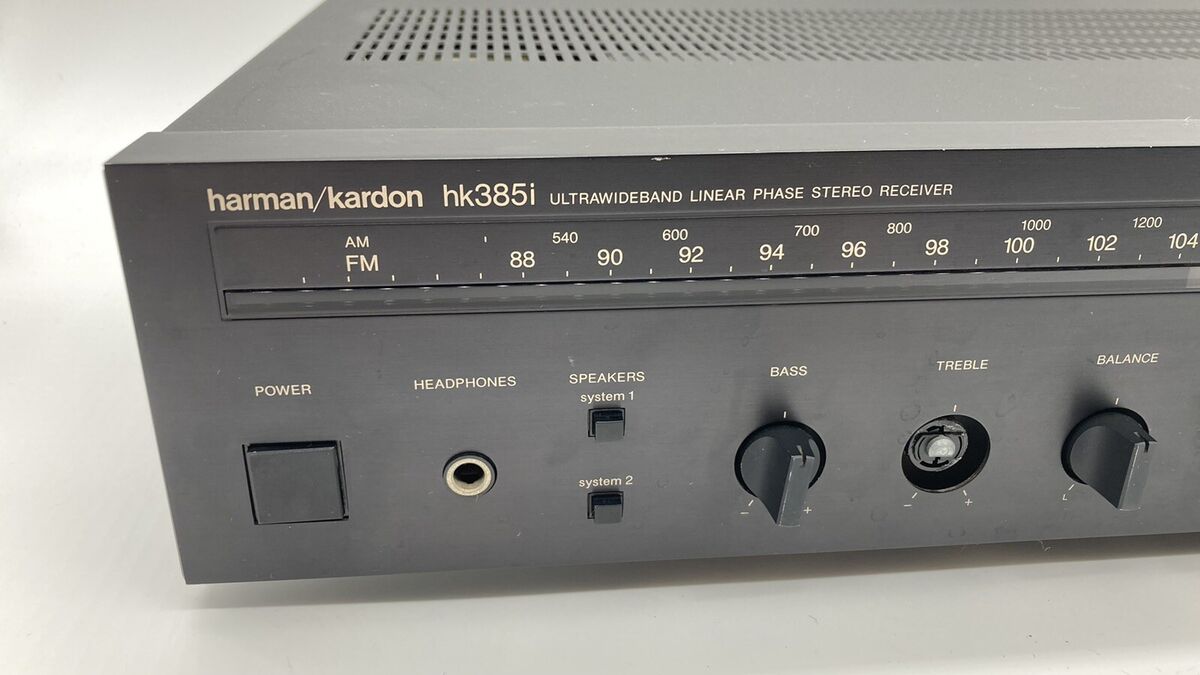 harman/kardon hk385i ULTRAWIDEBAND LINEAR PHASE STEREO RECEIVER
AM 540 600 700 800 1000 1200
FM 88 90 92 94 96 98 100 102 104
POWER
HEADPHONES
SPEAKERS
system 1
system 2
BASS
- +
TREBLE
- +
BALANCE
L